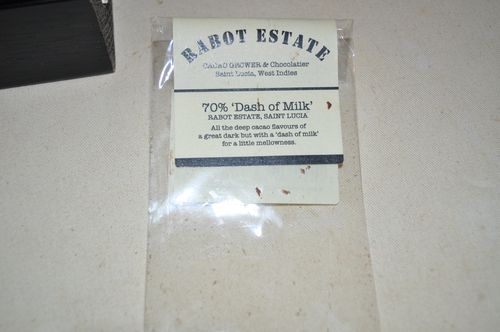 RABOT ESTATE
CACAO GROWER & Chocolatier
Saint Lucia, West Indies
70% 'Dash of Milk'
RABOT ESTATE, SAINT LUCIA
All the deep cacao flavours of
a great dark but with a 'dash of milk'
for a little mellowness.